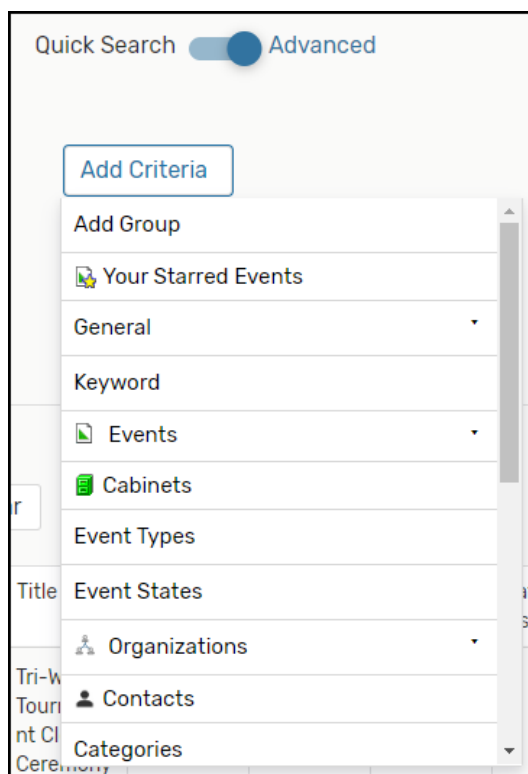 Quick Search Advanced
Add Criteria
Add Group
Your Starred Events
General
Keyword
Events
Cabinets
Event Types
Title Event States
Organizations
Contacts
Categories
Ceremony